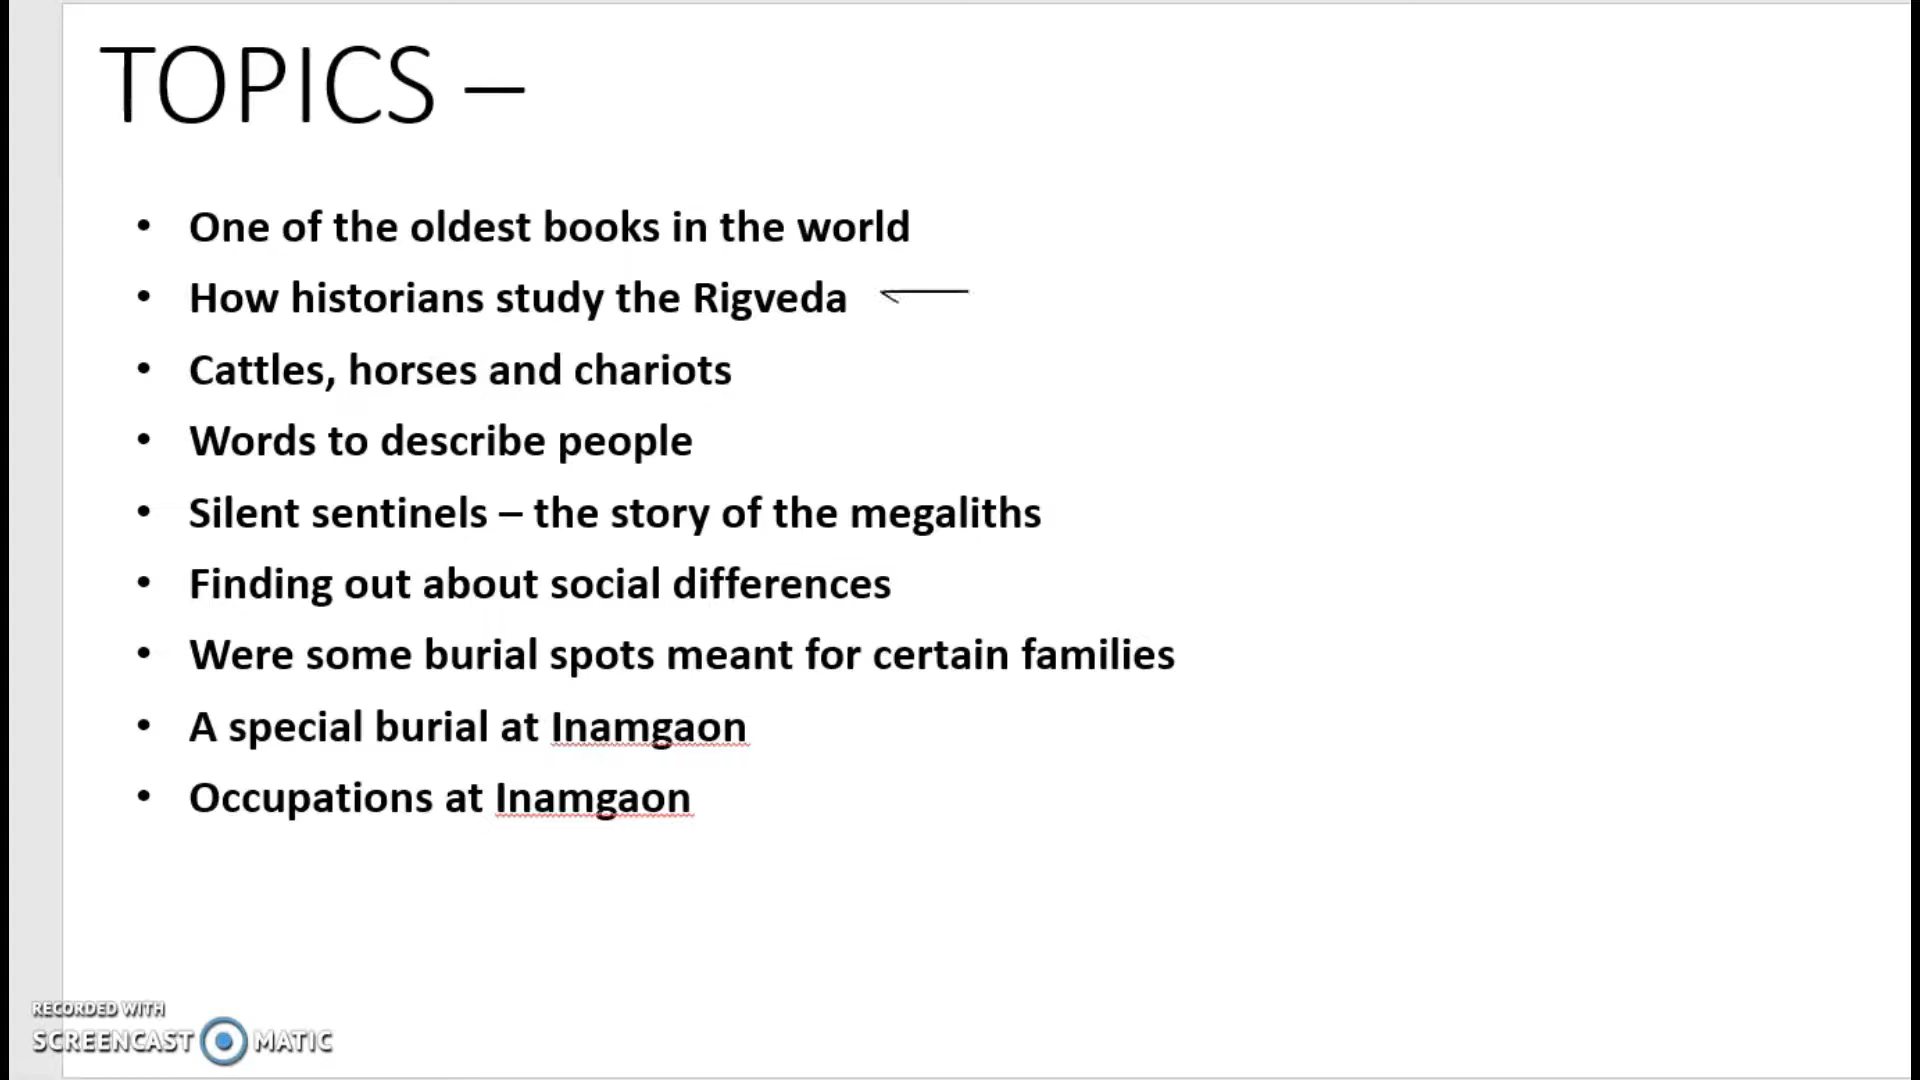 TOPICS –
• One of the oldest books in the world
• How historians study the Rigveda
• Cattles, horses and chariots
• Words to describe people
• Silent sentinels – the story of the megaliths
• Finding out about social differences
• Were some burial spots meant for certain families
• A special burial at Inamgaon
• Occupations at Inamgaon
RECORDED WITH
SCREENCAST MATIC